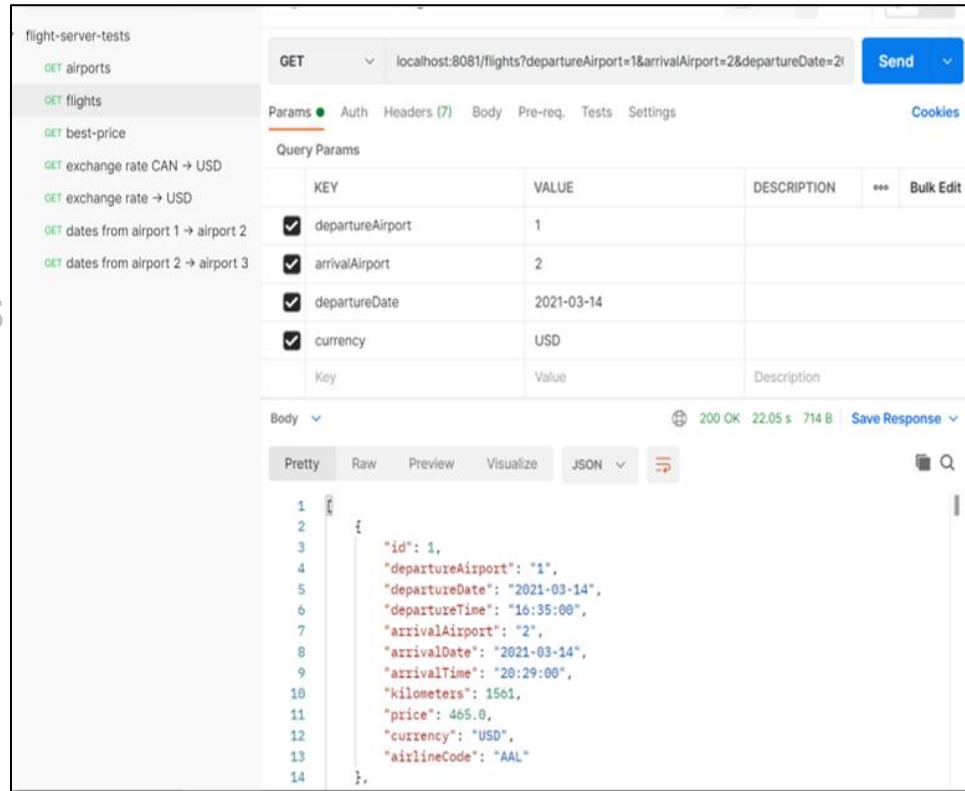 flight-server-tests
GET airports
GET flights
GET best-price
GET exchange rate CAN → USD
GET exchange rate → USD
GET dates from airport 1 → airport 2
GET dates from airport 2 → airport 3
GET localhost:8081/flights?departureAirport=1&arrivalAirport=2&departureDate=20 Send
Params Auth Headers (7) Body Pre-req. Tests Settings Cookies
Query Params
KEY VALUE DESCRIPTION ooo Bulk Edit
departureAirport 1
arrivalAirport 2
departureDate 2021-03-14
currency USD
Key Value Description
Body 200 OK 22.05 s 714 B Save Response
Pretty Raw Preview Visualize JSON
1 [
2 {
3 "id": 1,
4 "departureAirport": "1",
5 "departureDate": "2021-03-14",
6 "departureTime": "16:35:00",
7 "arrivalAirport": "2",
8 "arrivalDate": "2021-03-14",
9 "arrivalTime": "20:29:00",
10 "kilometers": 1561,
11 "price": 465.0,
12 "currency": "USD",
13 "airlineCode": "AAL"
14 },